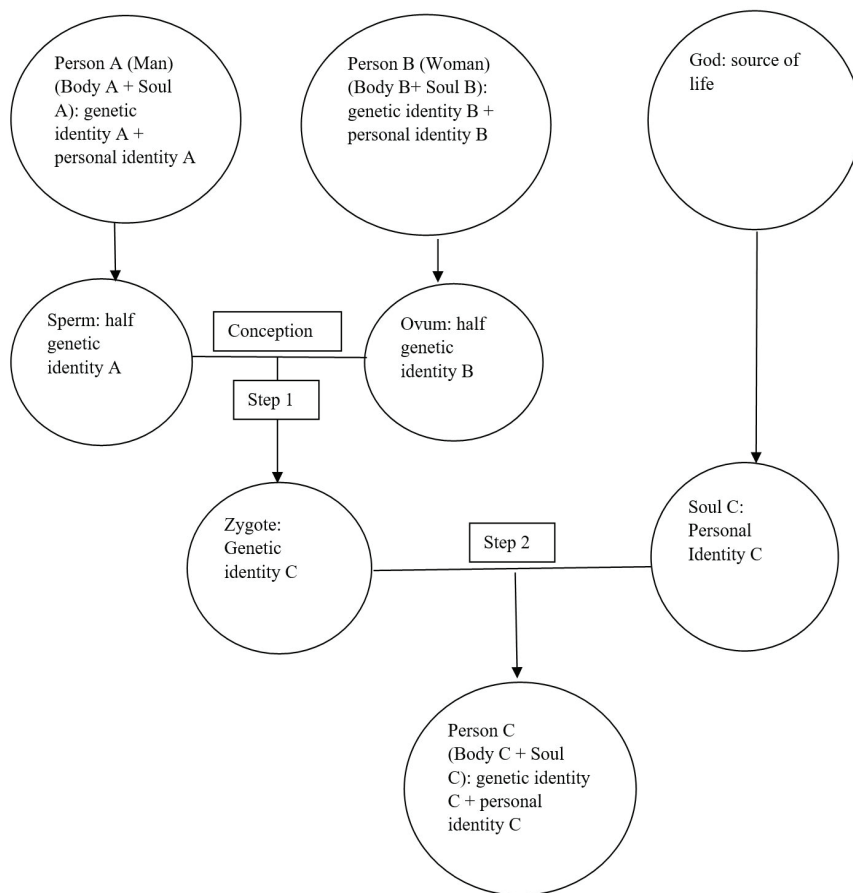 Person A (Man)
(Body A + Soul
A): genetic
identity A +
personal identity A
Person B (Woman)
(Body B+ Soul B):
genetic identity B +
personal identity B
God: source of
life
Sperm: half
genetic
identity A
Conception
Ovum: half
genetic
identity B
Step 1
Zygote:
Genetic
identity C
Step 2
Soul C:
Personal
Identity C
Person C
(Body C + Soul
C): genetic identity
C + personal
identity C